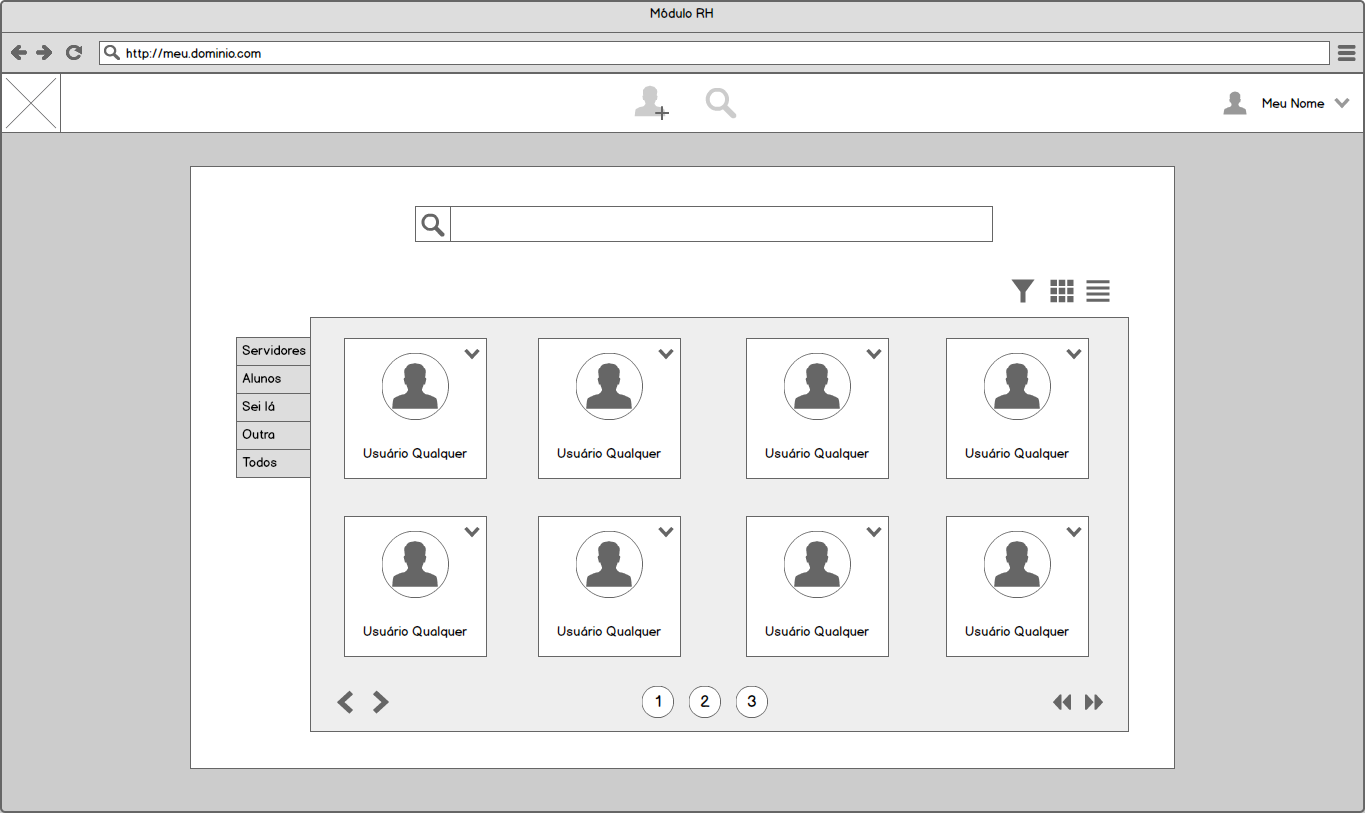 Módulo RH
http://meu.dominio.com
Meu Nome
Servidores
Alunos
Sei lá
Outra
Todos
Usuário Qualquer
Usuário Qualquer
Usuário Qualquer
Usuário Qualquer
Usuário Qualquer
Usuário Qualquer
Usuário Qualquer
Usuário Qualquer
1 2 3